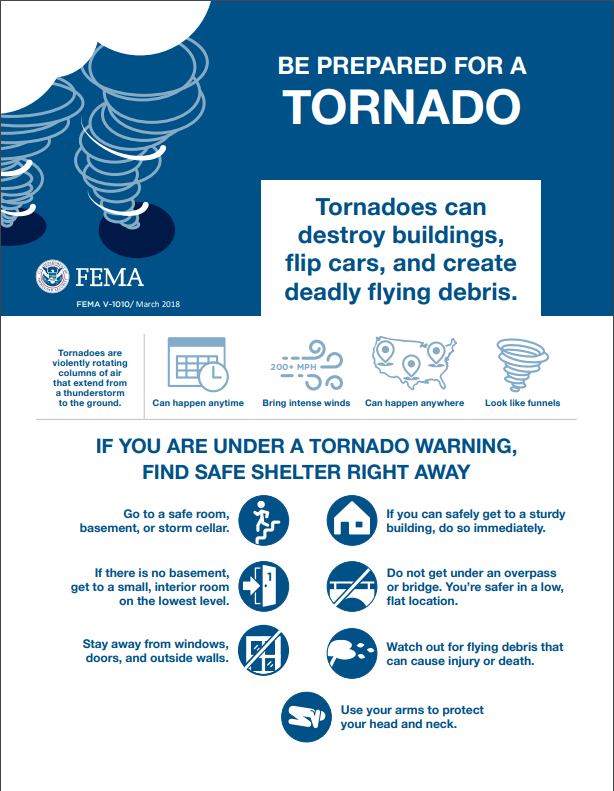 BE PREPARED FOR A
TORNADO
Tornadoes can
destroy buildings,
flip cars, and create
deadly flying debris.
FEMA
FEMA V-1010/ March 2018
Tornadoes are
violently rotating
columns of air
that extend from
a thunderstorm
to the ground.
Can happen anytime
200+ MPH
Bring intense winds
Can happen anywhere
Look like funnels
IF YOU ARE UNDER A TORNADO WARNING,
FIND SAFE SHELTER RIGHT AWAY
Go to a safe room,
basement, or storm cellar.
If you can safely get to a sturdy
building, do so immediately.
If there is no basement,
get to a small, interior room
on the lowest level.
Do not get under an overpass
or bridge. You’re safer in a low,
flat location.
Stay away from windows,
doors, and outside walls.
Watch out for flying debris that
can cause injury or death.
Use your arms to protect
your head and neck.